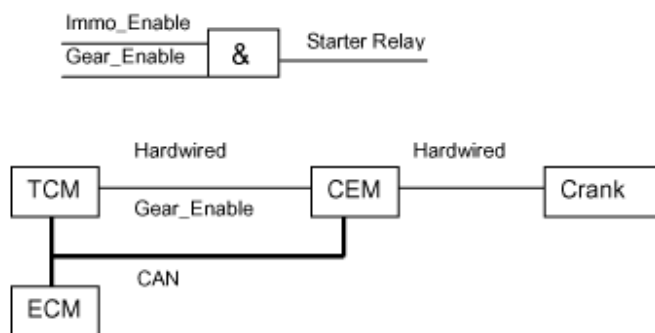 Immo_Enable
Gear_Enable
&
Starter Relay
Hardwired
Hardwired
TCM
CEM
Crank
Gear_Enable
CAN
ECM